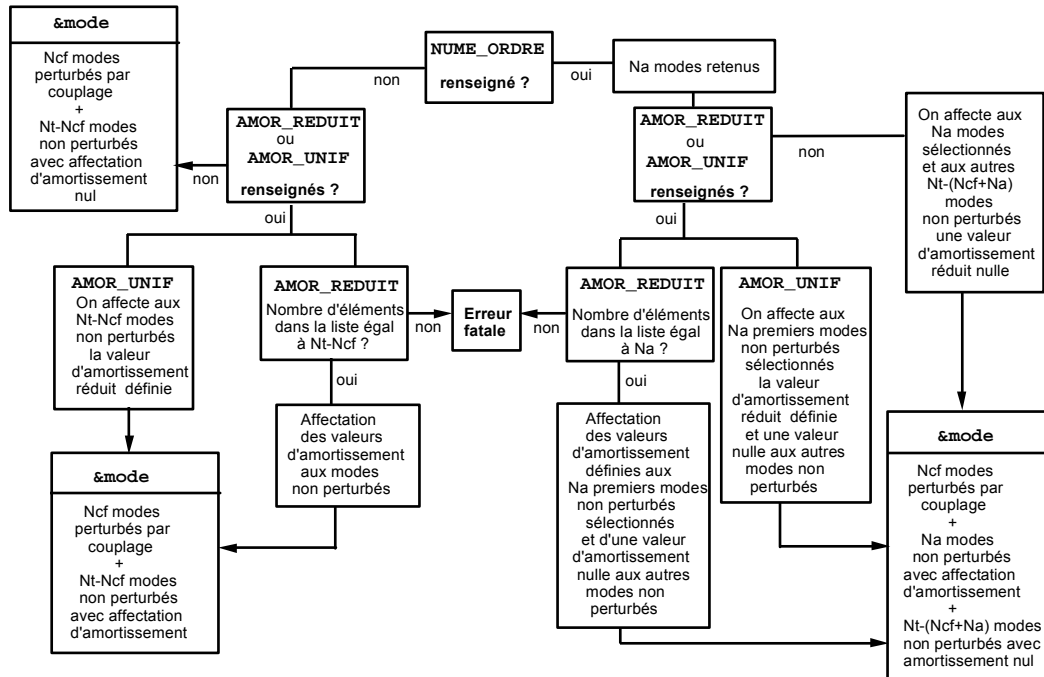 &mode
Ncf modes
perturbés par
couplage
+
Nt-Ncf modes
non perturbés
avec affectation
d'amortissement
nul
NUME_ORDRE
renseigné ?
non
oui
Na modes retenus
AMOR_REDUIT
ou
AMOR_UNIF
renseignés ?
non
oui
AMOR_REDUIT
ou
AMOR_UNIF
renseignés ?
non
oui
On affecte aux
Na modes
sélectionnés
et aux autres
Nt-(Ncf+Na)
modes
non perturbés
une valeur
d'amortissement
réduit nulle
AMOR_UNIF
On affecte aux
Nt-Ncf modes
non perturbés
la valeur
d'amortissement
réduit définie
AMOR_REDUIT
Nombre d'éléments
dans la liste égal
à Nt-Ncf ?
non
oui
Erreur
fatale
non
AMOR_REDUIT
Nombre d'éléments
dans la liste égal
à Na ?
oui
AMOR_UNIF
On affecte aux
Na premiers modes
non perturbés
sélectionnés
la valeur
d'amortissement
réduit définie
et une valeur
nulle aux autres
modes non
perturbés
Affectation
des valeurs
d'amortissement
aux modes
non perturbés
Affectation
des valeurs
d'amortissement
définies aux
Na premiers modes
non perturbés
sélectionnés
et d'une valeur
d'amortissement
nulle aux autres
modes non
perturbés
&mode
Ncf modes
perturbés par
couplage
+
Nt-Ncf modes
non perturbés
avec affectation
d'amortissement
&mode
Ncf modes
perturbés par
couplage
+
Na modes
non perturbés
avec affectation
d'amortissement
+
Nt-(Ncf+Na) modes
non perturbés avec
amortissement nul